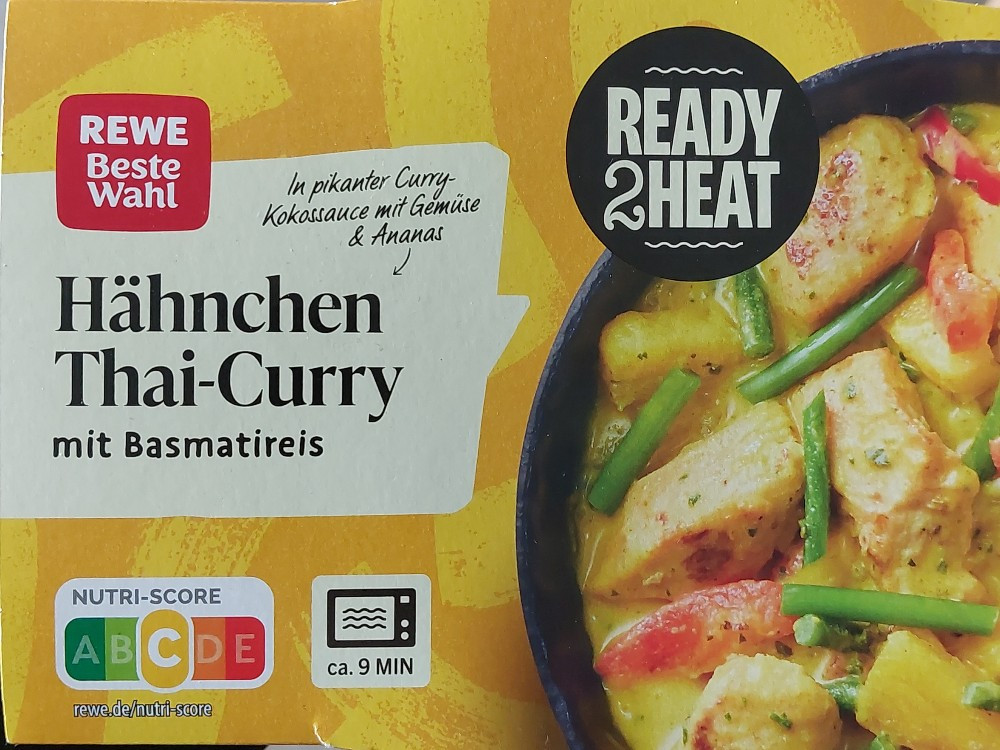 REWE
Beste
Wahl
In pikanter Curry-
Kokossauce mit Gemüse
& Ananas
READY
2HEAT
Hähnchen
Thai-Curry
mit Basmatireis
NUTRI-SCORE
A B C D E
rewe.de/nutri-score
ca. 9 MIN